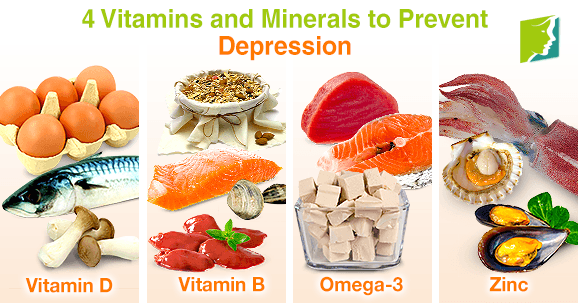 4 Vitamins and Minerals to Prevent
Depression
Vitamin D
Vitamin B
Omega-3
Zinc